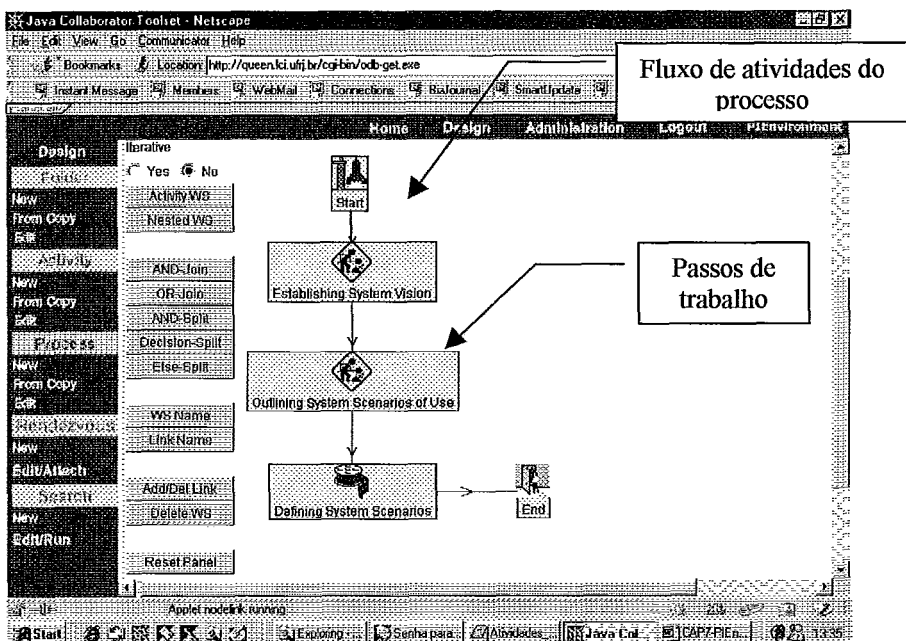 Java Collaborator Toolset - Netscape
File Edit View Go Communicator Help
Bookmarks Location: http://queen.lci.ufrj.br/cgi-bin/odb-get.exe
Instant Message Members WebMail Connections BizJournal SmartUpdate
Fluxo de atividades do
processo
Home Design Administration Logout PIEnvironment
Design
Iterative
Yes No
New
From Copy
Edit
Activity
New
From Copy
Edit
Process
New
From Copy
Edit
Rendezvous
New
Edit/Attach
Search
New
Edit/Run
Activity WS
Nested WS
AND-Join
OR-Join
AND-Split
Decision-Split
Else-Split
WS Name
Link Name
Add/Del Link
Delete WS
Reset Panel
Start
Establishing System Vision
Outlining System Scenarios of Use
Defining System Scenarios
End
Passos de
trabalho
Applet nodelink running
Start Exploring - Senha para Atividades Java Col... CAP7-PIE... 13:35